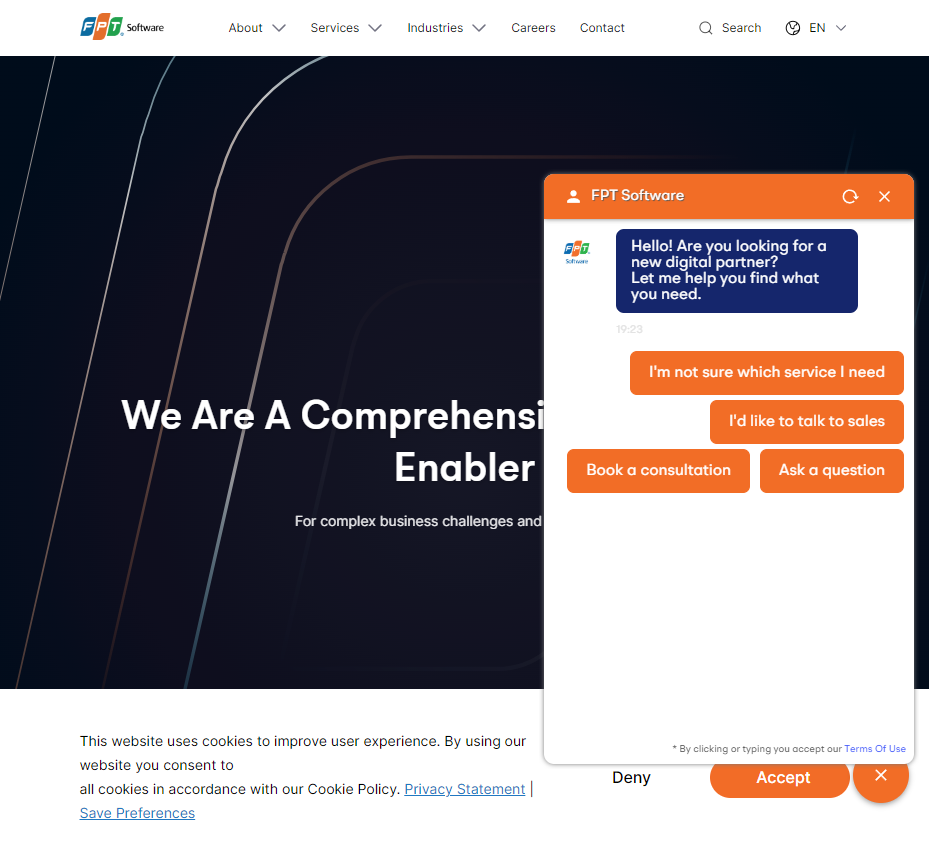 FPT Software
About
Services
Industries
Careers
Contact
Search
EN
We Are A Comprehensi
Enabler
For complex business challenges and
FPT Software
FPT Software
Hello! Are you looking for a
new digital partner?
Let me help you find what
you need.
19:23
I'm not sure which service I need
I'd like to talk to sales
Book a consultation
Ask a question
* By clicking or typing you accept our Terms Of Use
This website uses cookies to improve user experience. By using our
website you consent to
all cookies in accordance with our Cookie Policy. Privacy Statement |
Save Preferences
Deny
Accept